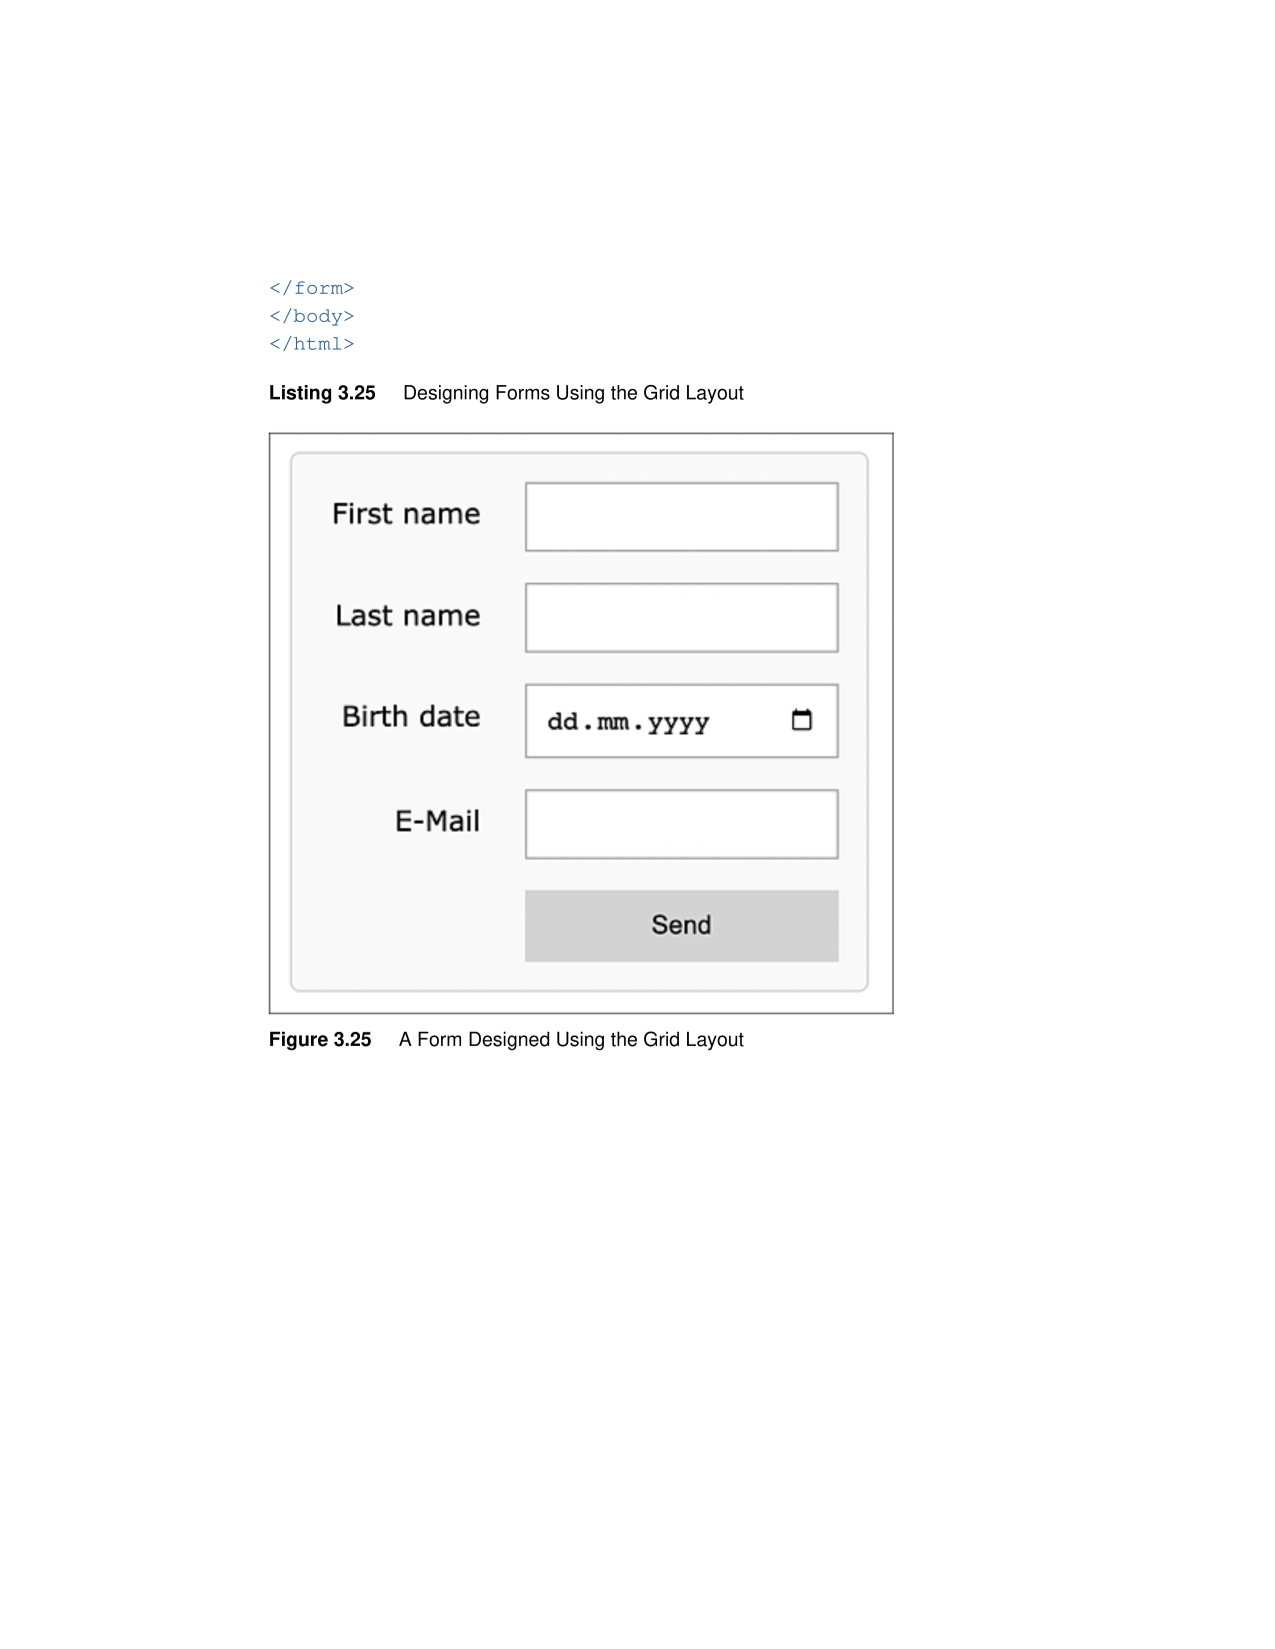 </form>
</body>
</html>
Listing 3.25 Designing Forms Using the Grid Layout
First name
Last name
Birth date dd.mm.yyyy
E-Mail
Send
Figure 3.25 A Form Designed Using the Grid Layout